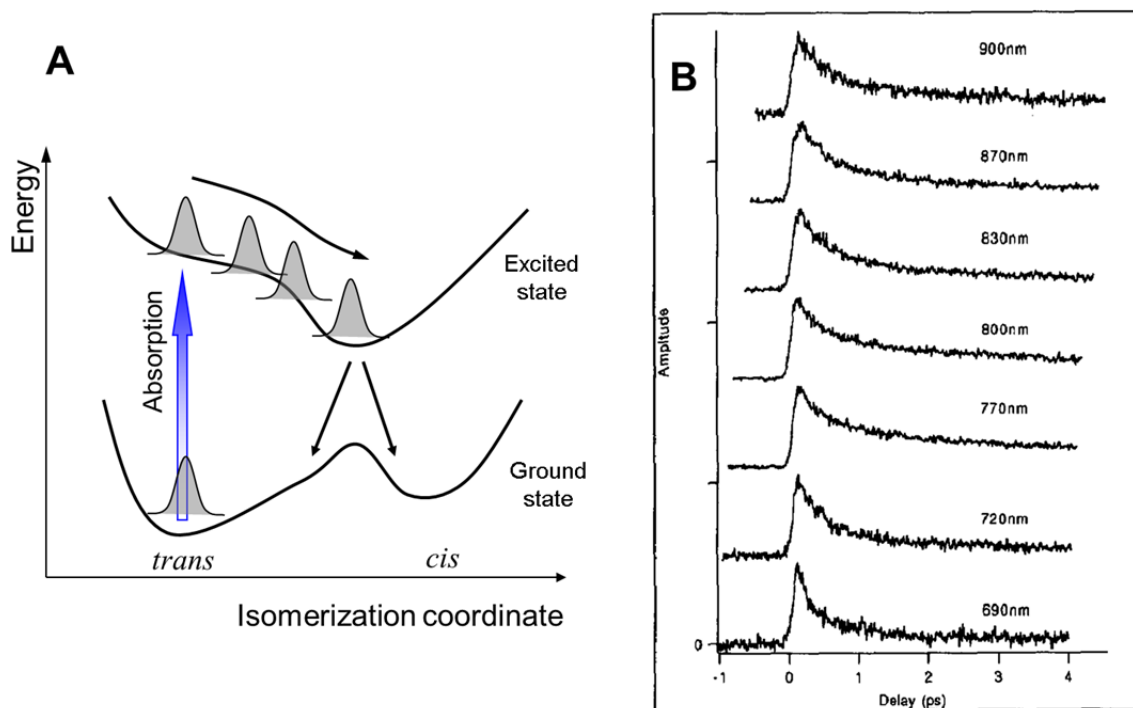 A
Energy
Absorption
Excited
state
Ground
state
trans
cis
Isomerization coordinate
B
900nm
870nm
830nm
800nm
770nm
720nm
690nm
Amplitude
0
-1 0 1 2 3 4
Delay (ps)